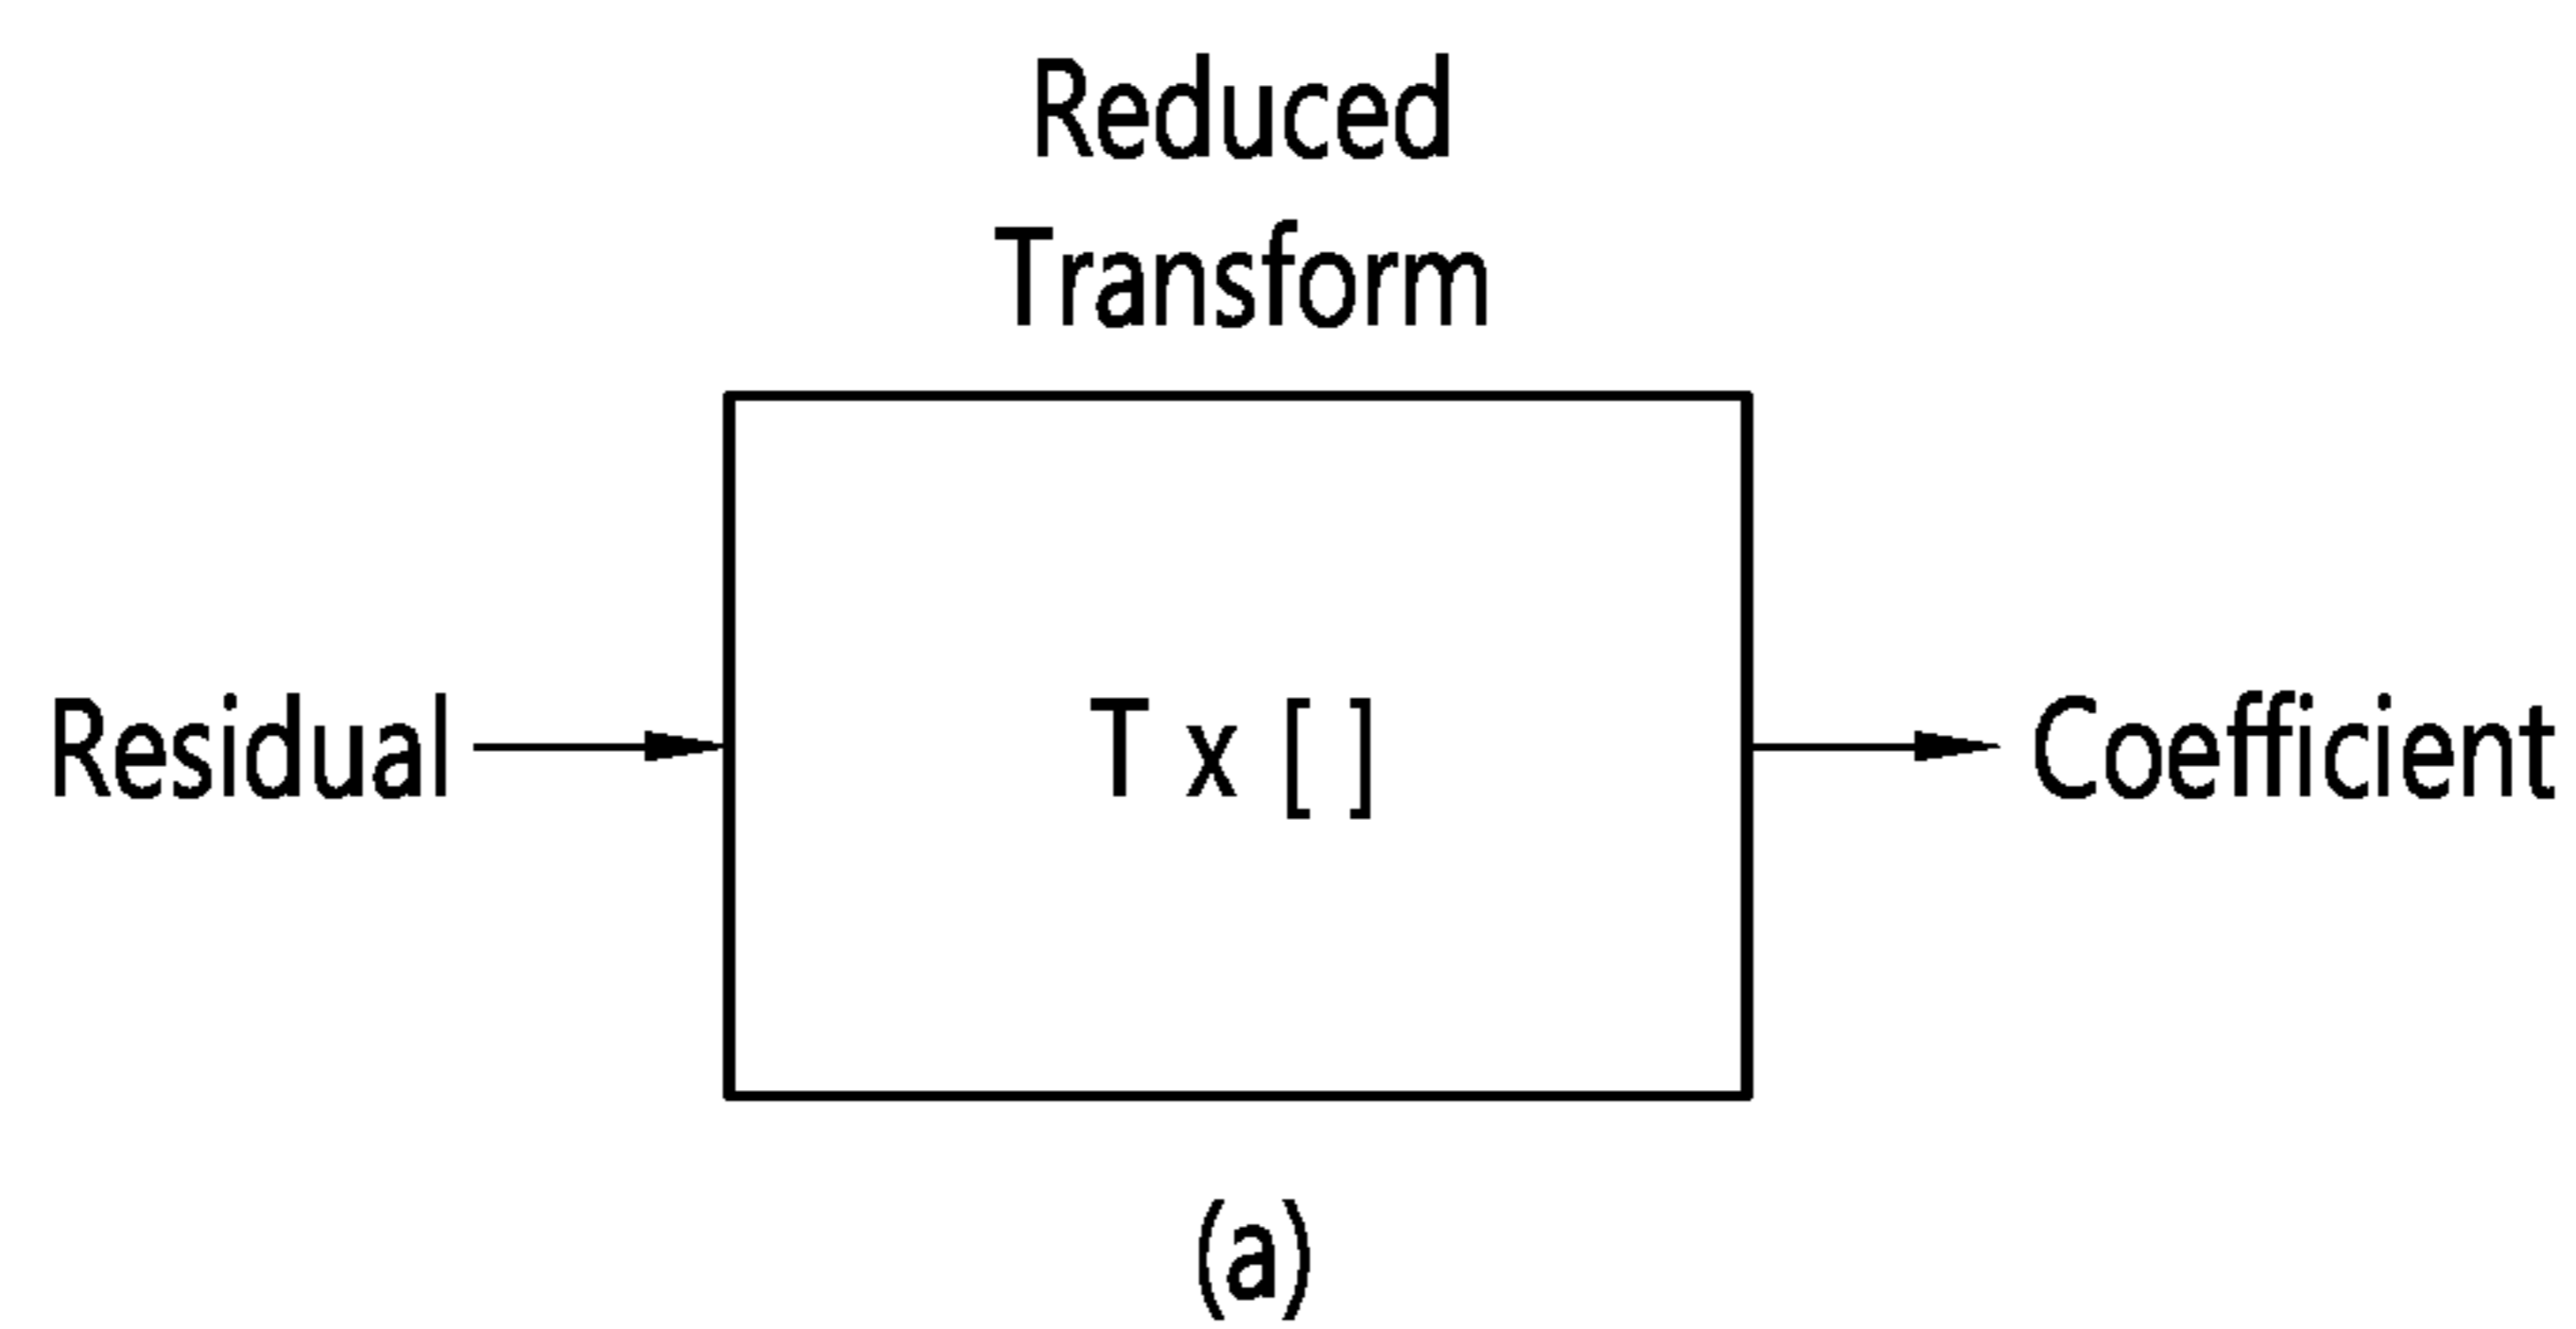 Reduced
Transform
Residual
T x [ ]
Coefficient
(a)